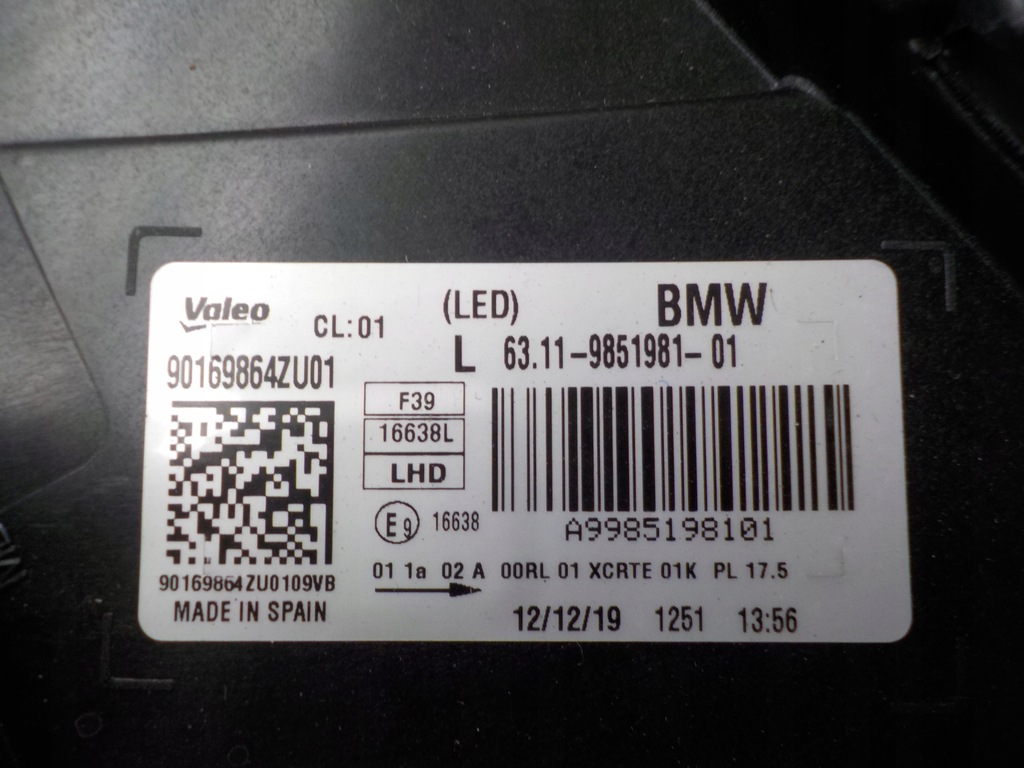 Valeo
CL:01
(LED)
BMW
90169864ZU01
L 63.11-9851981-01
F39
16638L
LHD
E9 16638
A9985198101
90169864ZU0109VB
01 1a 02 A 00RL 01 XCRTE 01K PL 17.5
MADE IN SPAIN
12/12/19 1251 13:56